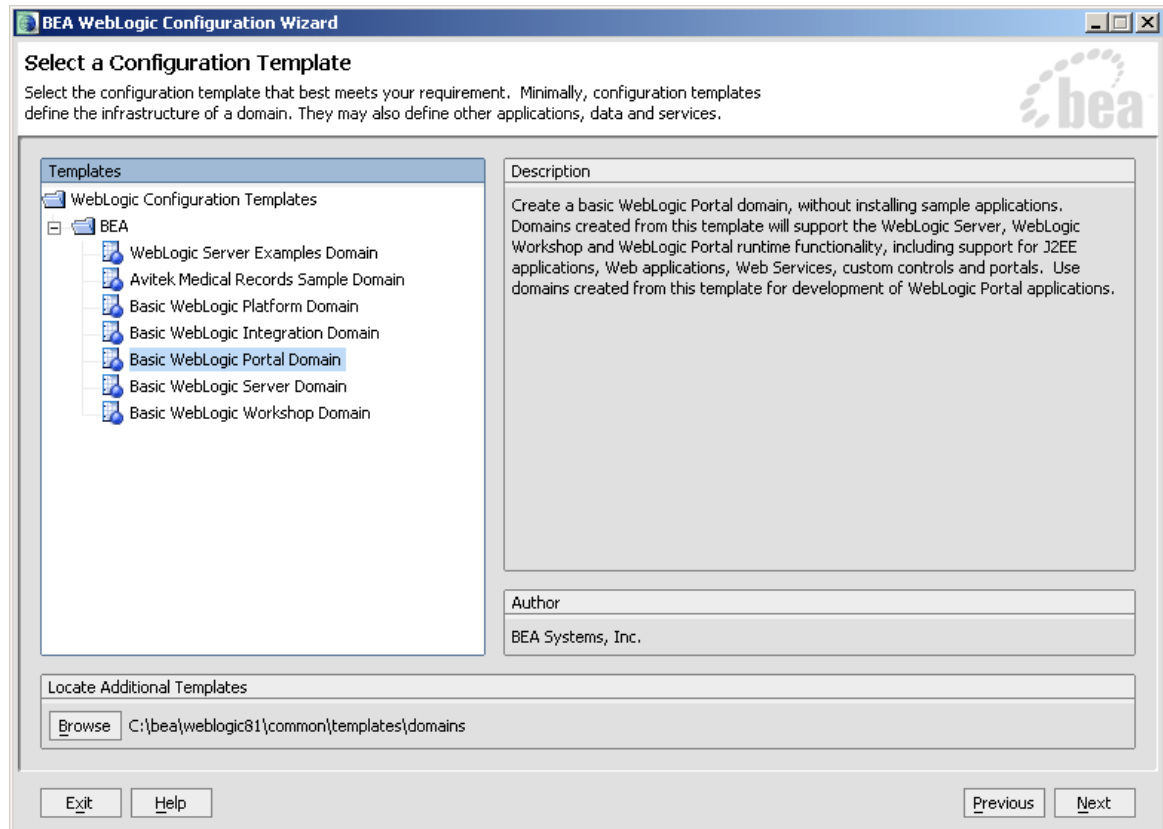 BEA WebLogic Configuration Wizard
Select a Configuration Template
Select the configuration template that best meets your requirement.  Minimally, configuration templates
define the infrastructure of a domain. They may also define other applications, data and services.
bea
Templates
WebLogic Configuration Templates
BEA
WebLogic Server Examples Domain
Avitek Medical Records Sample Domain
Basic WebLogic Platform Domain
Basic WebLogic Integration Domain
Basic WebLogic Portal Domain
Basic WebLogic Server Domain
Basic WebLogic Workshop Domain
Description
Create a basic WebLogic Portal domain, without installing sample applications.
Domains created from this template will support the WebLogic Server, WebLogic
Workshop and WebLogic Portal runtime functionality, including support for J2EE
applications, Web applications, Web Services, custom controls and portals.  Use
domains created from this template for development of WebLogic Portal applications.
Author
BEA Systems, Inc.
Locate Additional Templates
Browse C:\bea\weblogic81\common\templates\domains
Exit Help Previous Next